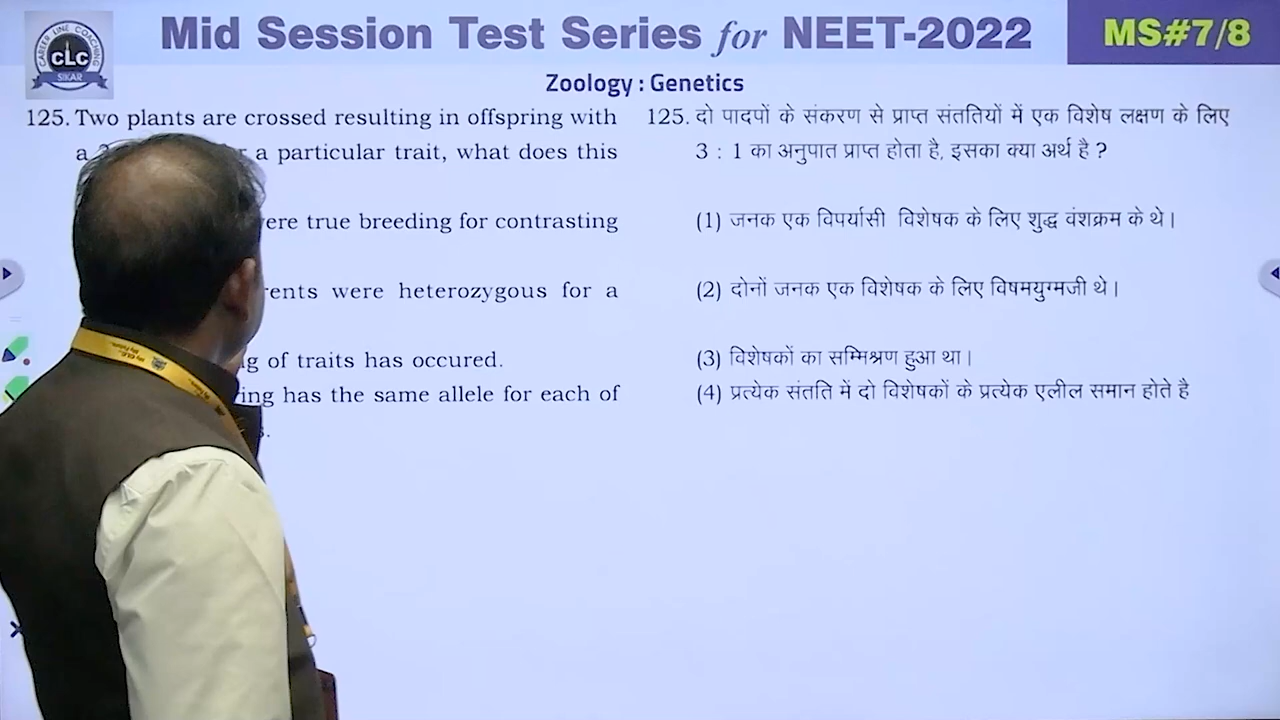 Mid Session Test Series for NEET-2022
MS#7/8
CAREER LINE COACHING
CLC
SIKAR
Zoology : Genetics
125. Two plants are crossed resulting in offspring with
a a particular trait, what does this
true breeding for contrasting
were heterozygous for a
of traits has occured.
has the same allele for each of
125. दो पादपों के संकरण से प्राप्त संततियों में एक विशेष लक्षण के लिए
3 : 1 का अनुपात प्राप्त होता है, इसका क्या अर्थ है ?
(1) जनक एक विपर्यासी विशेषक के लिए शुद्ध वंशक्रम के थे।
(2) दोनों जनक एक विशेषक के लिए विषमयुग्मजी थे।
(3) विशेषकों का सम्मिश्रण हुआ था।
(4) प्रत्येक संतति में दो विशेषकों के प्रत्येक एलील समान होते है